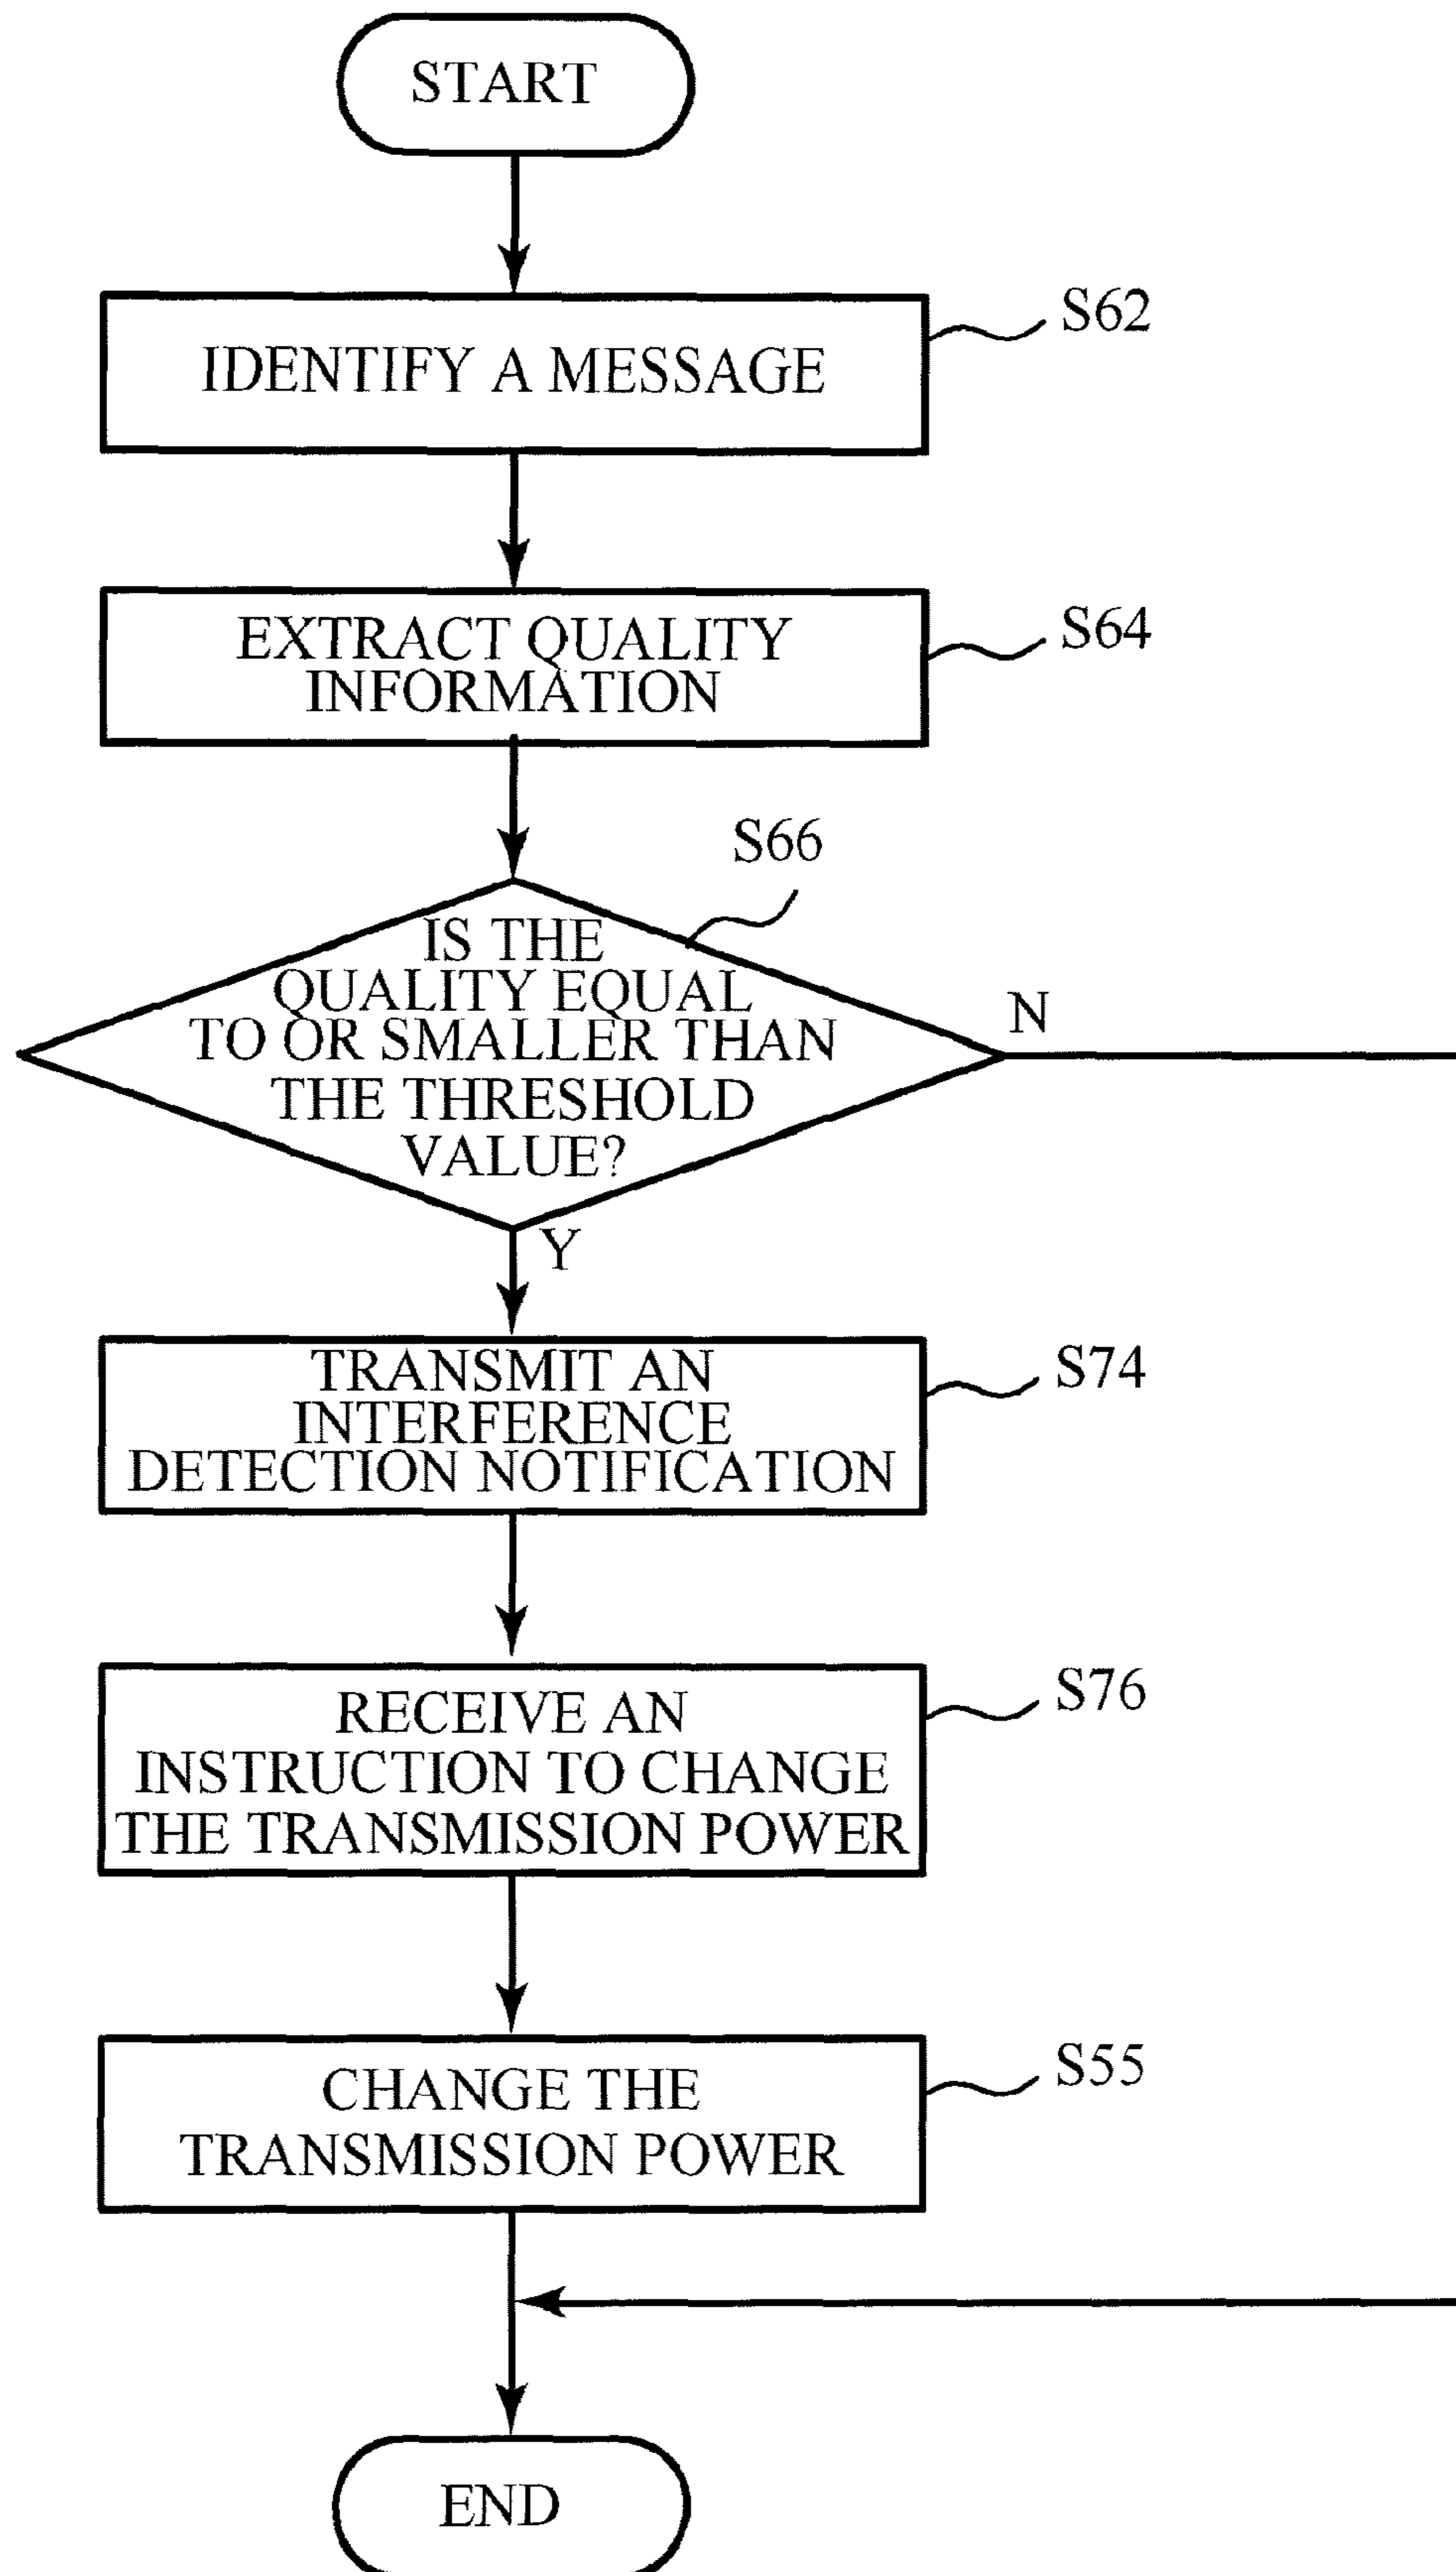 START
IDENTIFY A MESSAGE
S62
EXTRACT QUALITY
INFORMATION
S64
S66
IS THE
QUALITY EQUAL
TO OR SMALLER THAN
THE THRESHOLD
VALUE?
N
Y
TRANSMIT AN
INTERFERENCE
DETECTION NOTIFICATION
S74
RECEIVE AN
INSTRUCTION TO CHANGE
THE TRANSMISSION POWER
S76
CHANGE THE
TRANSMISSION POWER
S55
END